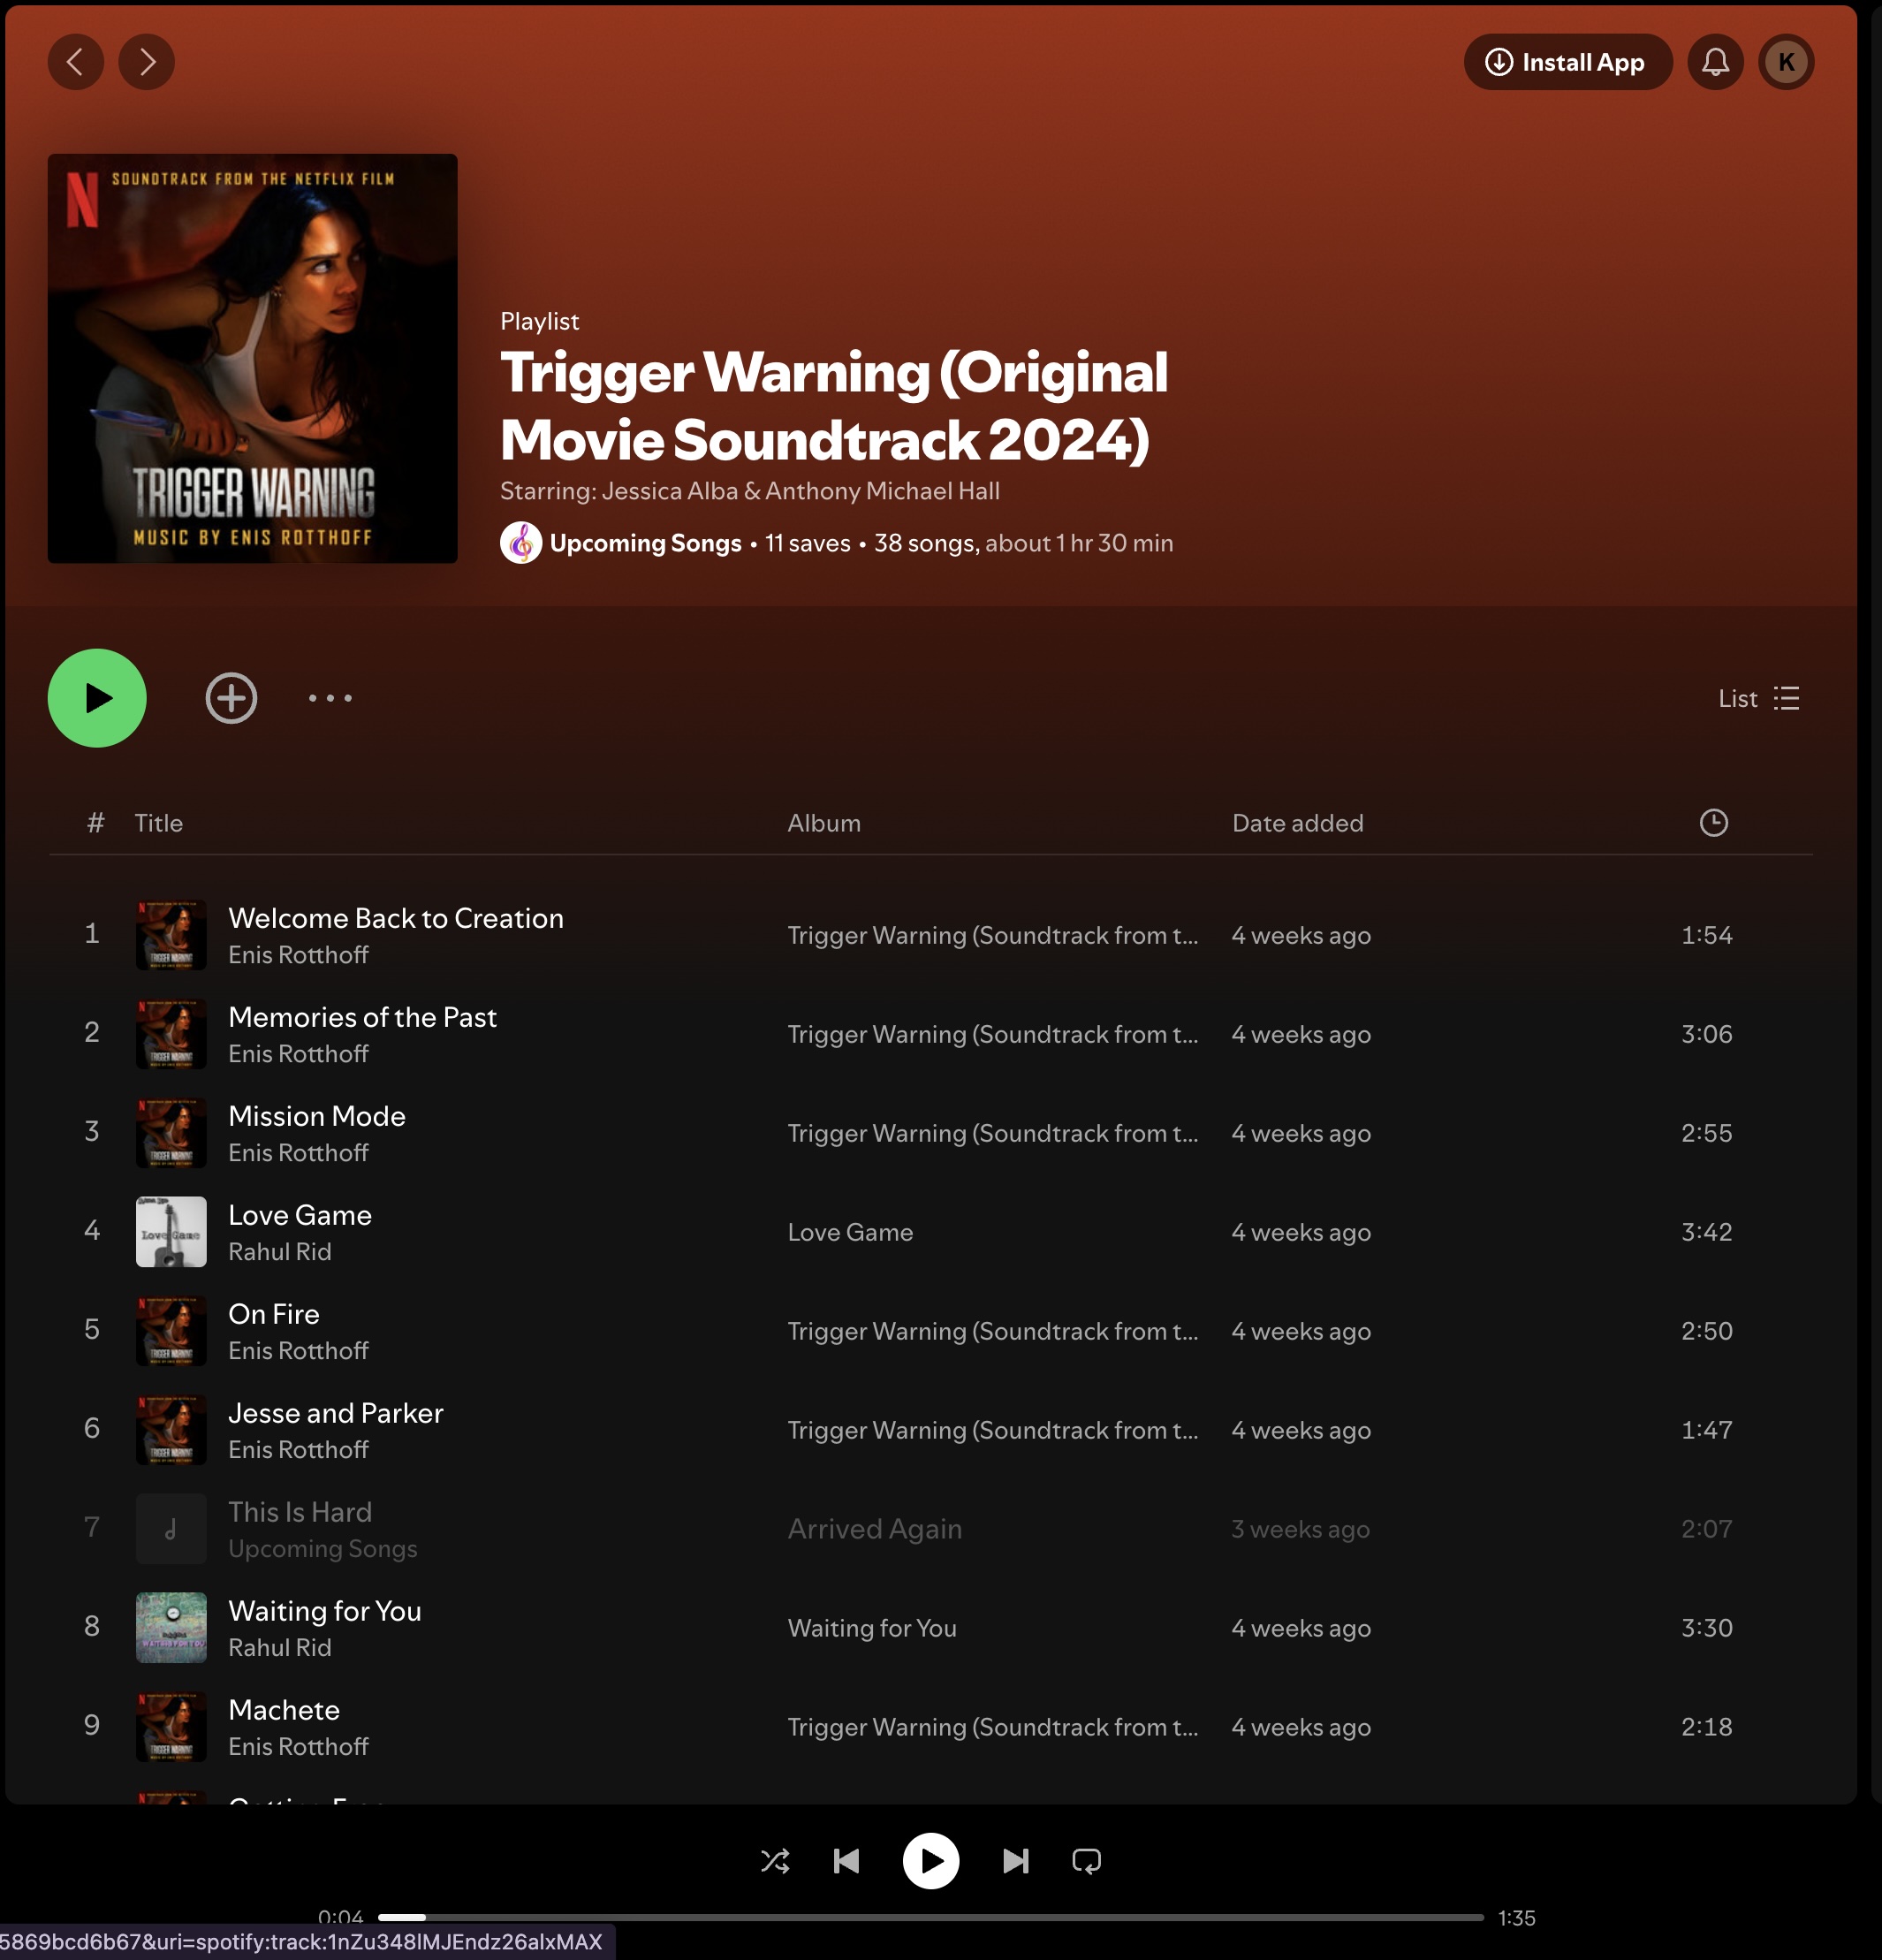 Install App
K
N
SOUNDTRACK FROM THE NETFLIX FILM
TRIGGER WARNING
MUSIC BY ENIS ROTTHOFF
Playlist
Trigger Warning (Original
Movie Soundtrack 2024)
Starring: Jessica Alba & Anthony Michael Hall
Upcoming Songs • 11 saves • 38 songs, about 1 hr 30 min
List
# Title Album Date added
1 Welcome Back to Creation Trigger Warning (Soundtrack from t... 4 weeks ago 1:54
Enis Rotthoff
2 Memories of the Past Trigger Warning (Soundtrack from t... 4 weeks ago 3:06
Enis Rotthoff
3 Mission Mode Trigger Warning (Soundtrack from t... 4 weeks ago 2:55
Enis Rotthoff
4 Love Game Love Game 4 weeks ago 3:42
Rahul Rid
5 On Fire Trigger Warning (Soundtrack from t... 4 weeks ago 2:50
Enis Rotthoff
6 Jesse and Parker Trigger Warning (Soundtrack from t... 4 weeks ago 1:47
Enis Rotthoff
7 This Is Hard Arrived Again 3 weeks ago 2:07
Upcoming Songs
8 Waiting for You Waiting for You 4 weeks ago 3:30
Rahul Rid
9 Machete Trigger Warning (Soundtrack from t... 4 weeks ago 2:18
Enis Rotthoff
0:04 1:35
5869bcd6b67&uri=spotify:track:1nZu348lMJEndz26alxMAX